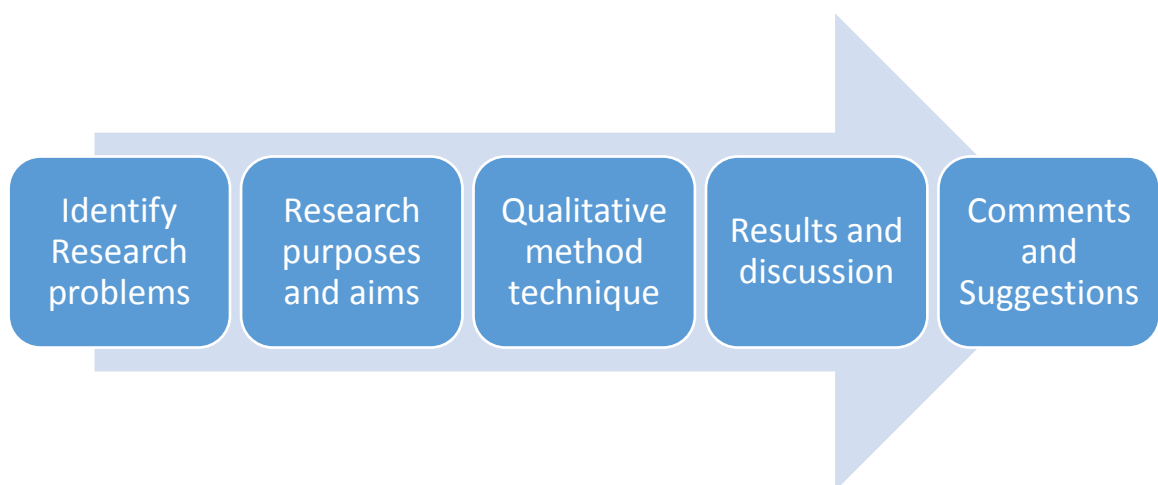 Identify
Research
problems
Research
purposes
and aims
Qualitative
method
technique
Results and
discussion
Comments
and
Suggestions